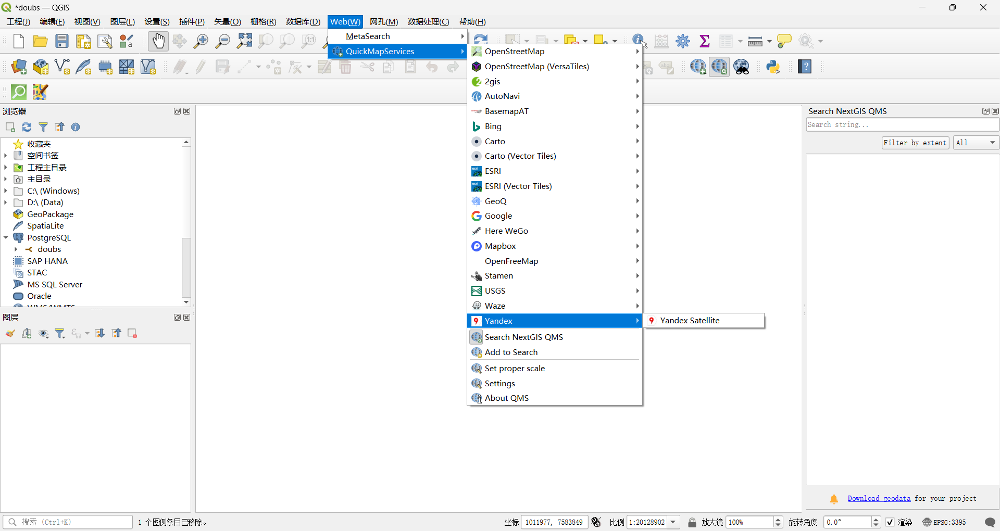 *doubs — QGIS
工程(J) 编辑(E) 视图(V) 图层(L) 设置(S) 插件(P) 矢量(O) 栅格(R) 数据库(D) Web(W) 网孔(M) 数据处理(C) 帮助(H)
MetaSearch
QuickMapServices
OpenStreetMap
OpenStreetMap (VersaTiles)
2gis
AutoNavi
BasemapAT
Bing
Carto
Carto (Vector Tiles)
ESRI
ESRI (Vector Tiles)
GeoQ
Google
Here WeGo
Mapbox
OpenFreeMap
Stamen
USGS
Waze
Yandex
Yandex Satellite
Search NextGIS QMS
Add to Search
Set proper scale
Settings
About QMS
浏览器
收藏夹
空间书签
工程主目录
主目录
C:\ (Windows)
D:\ (Data)
GeoPackage
SpatiaLite
PostgreSQL
doubs
SAP HANA
STAC
MS SQL Server
Oracle
图层
Search NextGIS QMS
Search string...
Filter by extent
All
Download geodata for your project
搜索 (Ctrl+K)
1 个图例条目已移除。
坐标 1011977, 7583849
比例 1:20128902
放大镜 100%
旋转角度 0.0°
渲染
EPSG:3395